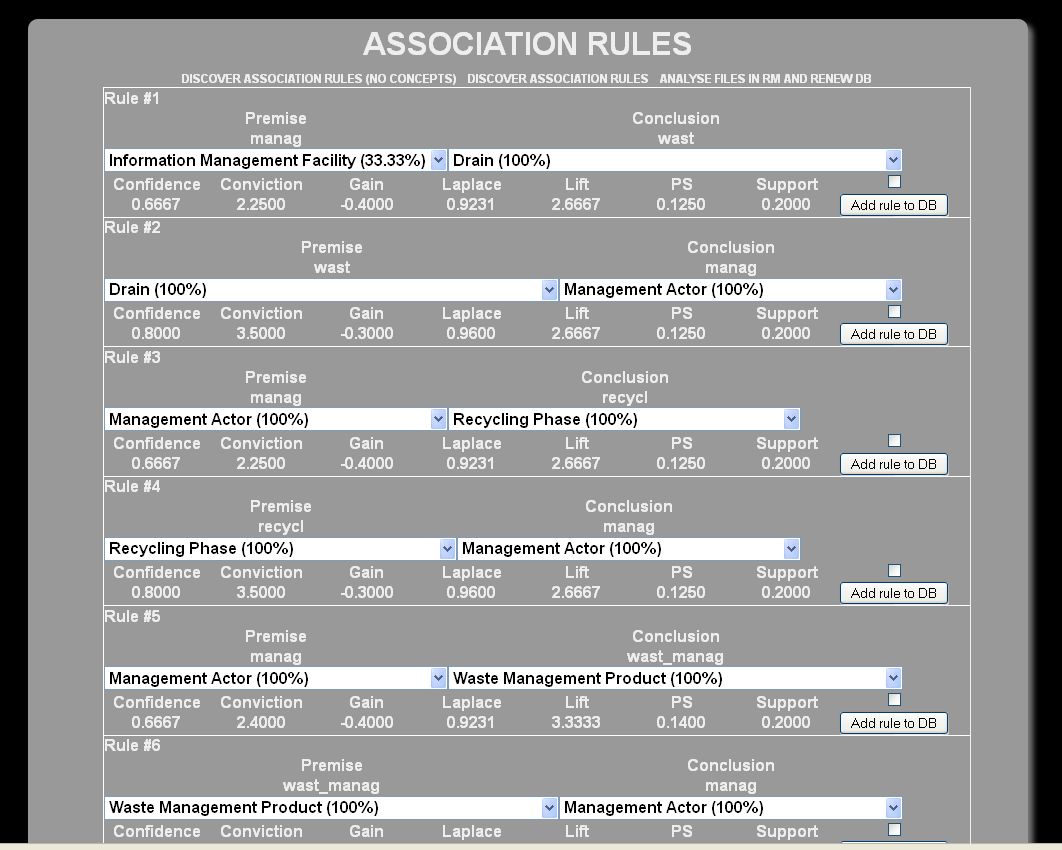 ASSOCIATION RULES
DISCOVER ASSOCIATION RULES (NO CONCEPTS) DISCOVER ASSOCIATION RULES ANALYSE FILES IN RM AND RENEW DB
Rule #1
Premise Conclusion
manag wast
Information Management Facility (33.33%) Drain (100%)
Confidence Conviction Gain Laplace Lift PS Support
0.6667 2.2500 -0.4000 0.9231 2.6667 0.1250 0.2000 Add rule to DB
Rule #2
Premise Conclusion
wast manag
Drain (100%) Management Actor (100%)
Confidence Conviction Gain Laplace Lift PS Support
0.8000 3.5000 -0.3000 0.9600 2.6667 0.1250 0.2000 Add rule to DB
Rule #3
Premise Conclusion
manag recycl
Management Actor (100%) Recycling Phase (100%)
Confidence Conviction Gain Laplace Lift PS Support
0.6667 2.2500 -0.4000 0.9231 2.6667 0.1250 0.2000 Add rule to DB
Rule #4
Premise Conclusion
recycl manag
Recycling Phase (100%) Management Actor (100%)
Confidence Conviction Gain Laplace Lift PS Support
0.8000 3.5000 -0.3000 0.9600 2.6667 0.1250 0.2000 Add rule to DB
Rule #5
Premise Conclusion
manag wast_manag
Management Actor (100%) Waste Management Product (100%)
Confidence Conviction Gain Laplace Lift PS Support
0.6667 2.4000 -0.4000 0.9231 3.3333 0.1400 0.2000 Add rule to DB
Rule #6
Premise Conclusion
wast_manag manag
Waste Management Product (100%) Management Actor (100%)
Confidence Conviction Gain Laplace Lift PS Support